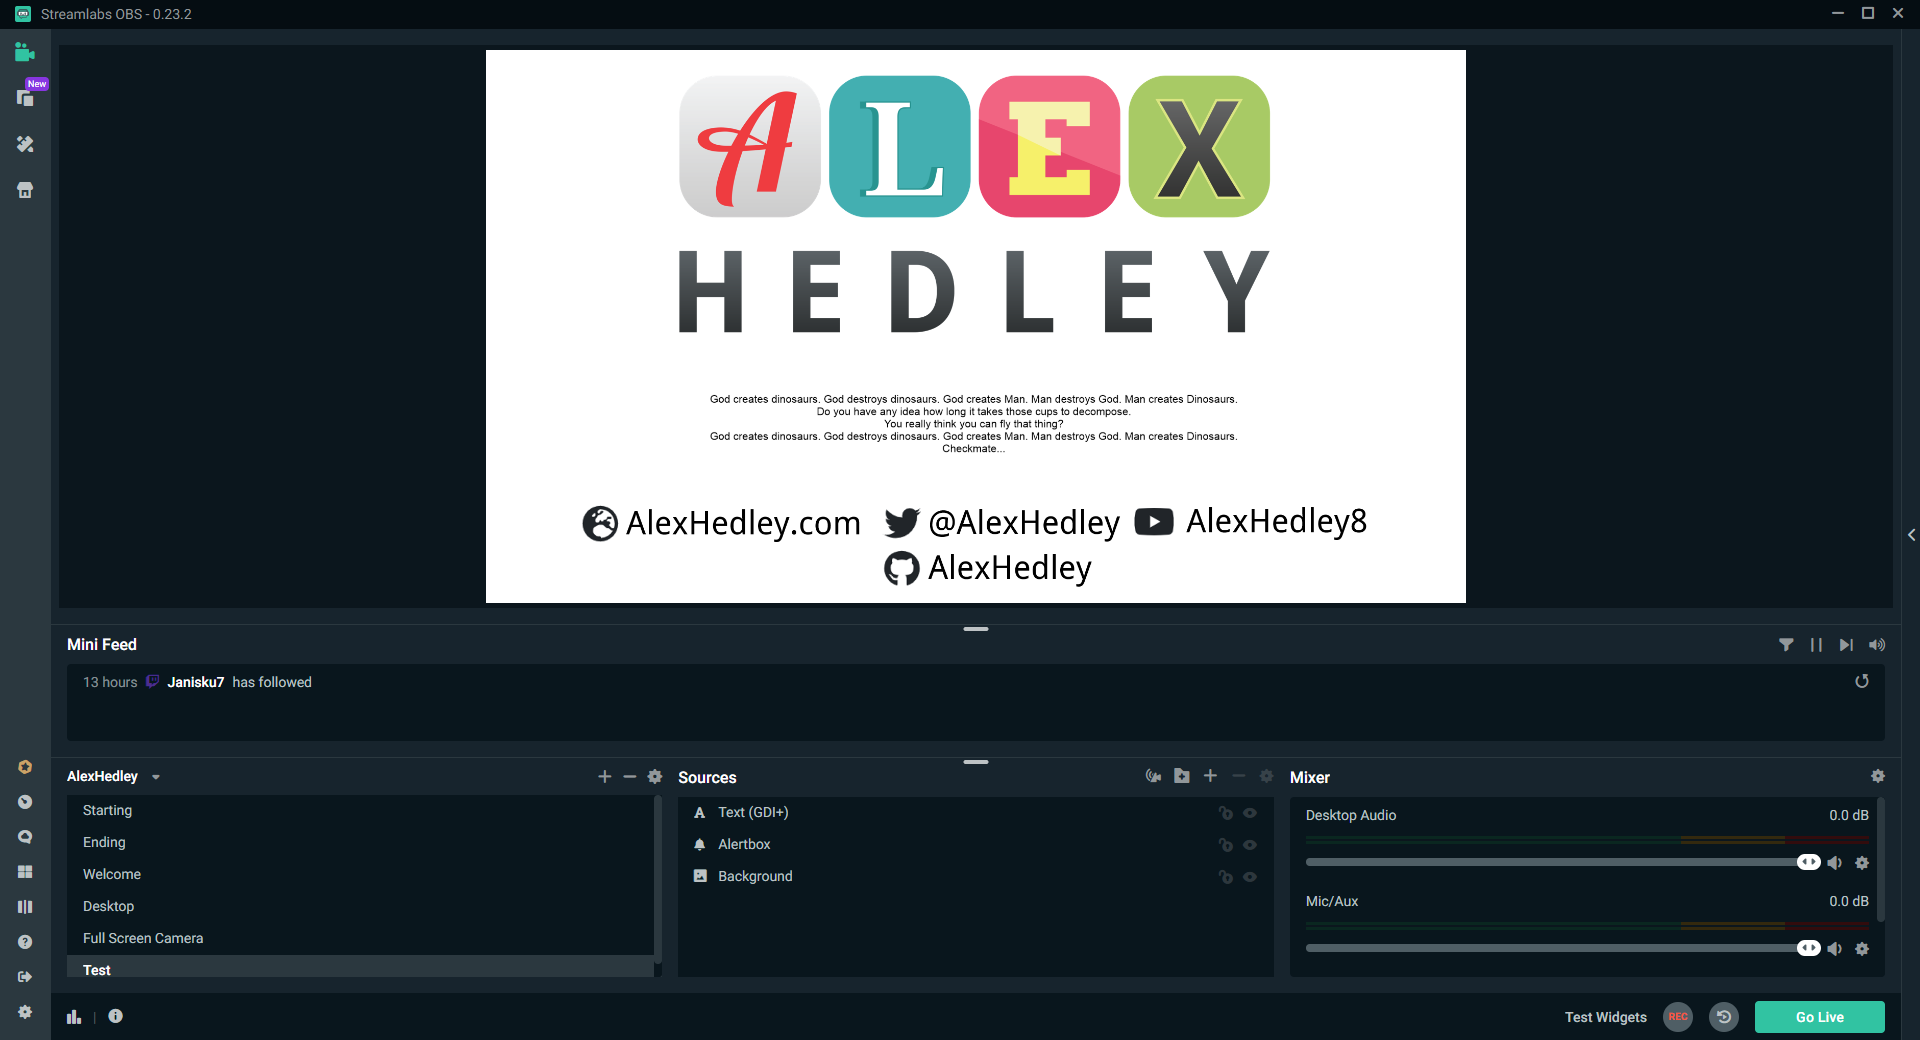 Streamlabs OBS - 0.23.2
New
ALEX
HEDLEY
God creates dinosaurs. God destroys dinosaurs. God creates Man. Man destroys God. Man creates Dinosaurs.
Do you have any idea how long it takes those cups to decompose.
You really think you can fly that thing?
God creates dinosaurs. God destroys dinosaurs. God creates Man. Man destroys God. Man creates Dinosaurs.
Checkmate...
AlexHedley.com @AlexHedley AlexHedley8
AlexHedley
Mini Feed
13 hours Janisku7 has followed
AlexHedley
Starting
Ending
Welcome
Desktop
Full Screen Camera
Test
Sources
Text (GDI+)
Alertbox
Background
Mixer
Desktop Audio 0.0 dB
Mic/Aux 0.0 dB
Test Widgets REC Go Live